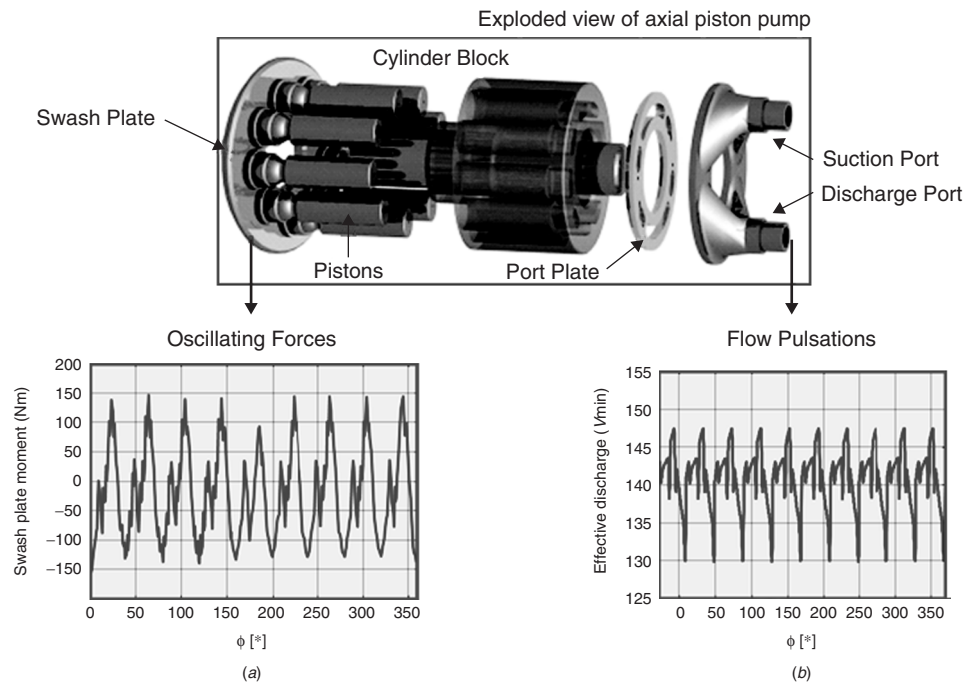 Exploded view of axial piston pump
Cylinder Block
Swash Plate
Suction Port
Discharge Port
Pistons
Port Plate
Oscillating Forces
Flow Pulsations
Swash plate moment (Nm)
200
150
100
50
0
−50
−100
−150
0 50 100 150 200 250 300 350
ϕ [*]
(a)
Effective discharge (Vmin)
155
150
145
140
135
130
125
0 50 100 150 200 250 300 350
ϕ [*]
(b)